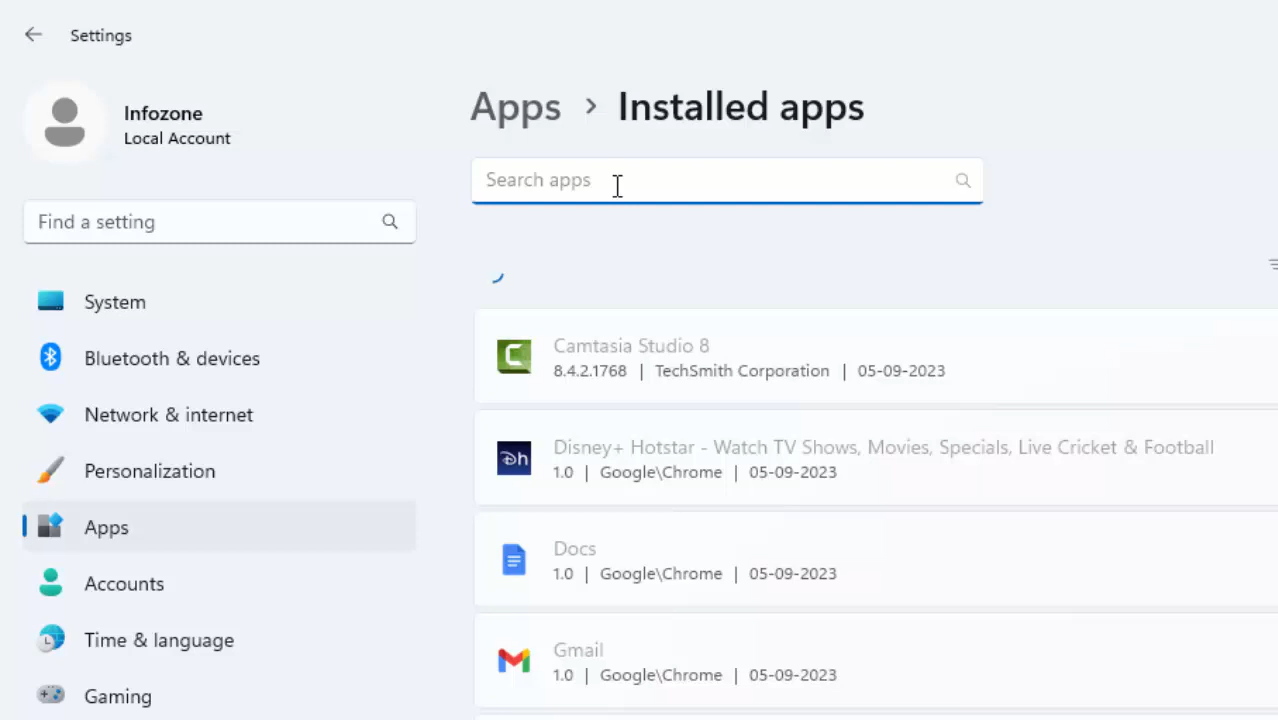 Settings
Infozone
Local Account
Find a setting
System
Bluetooth & devices
Network & internet
Personalization
Apps
Accounts
Time & language
Gaming
Apps > Installed apps
Search apps
Camtasia Studio 8
8.4.2.1768 | TechSmith Corporation | 05-09-2023
Disney+ Hotstar - Watch TV Shows, Movies, Specials, Live Cricket & Football
1.0 | Google\Chrome | 05-09-2023
Docs
1.0 | Google\Chrome | 05-09-2023
Gmail
1.0 | Google\Chrome | 05-09-2023